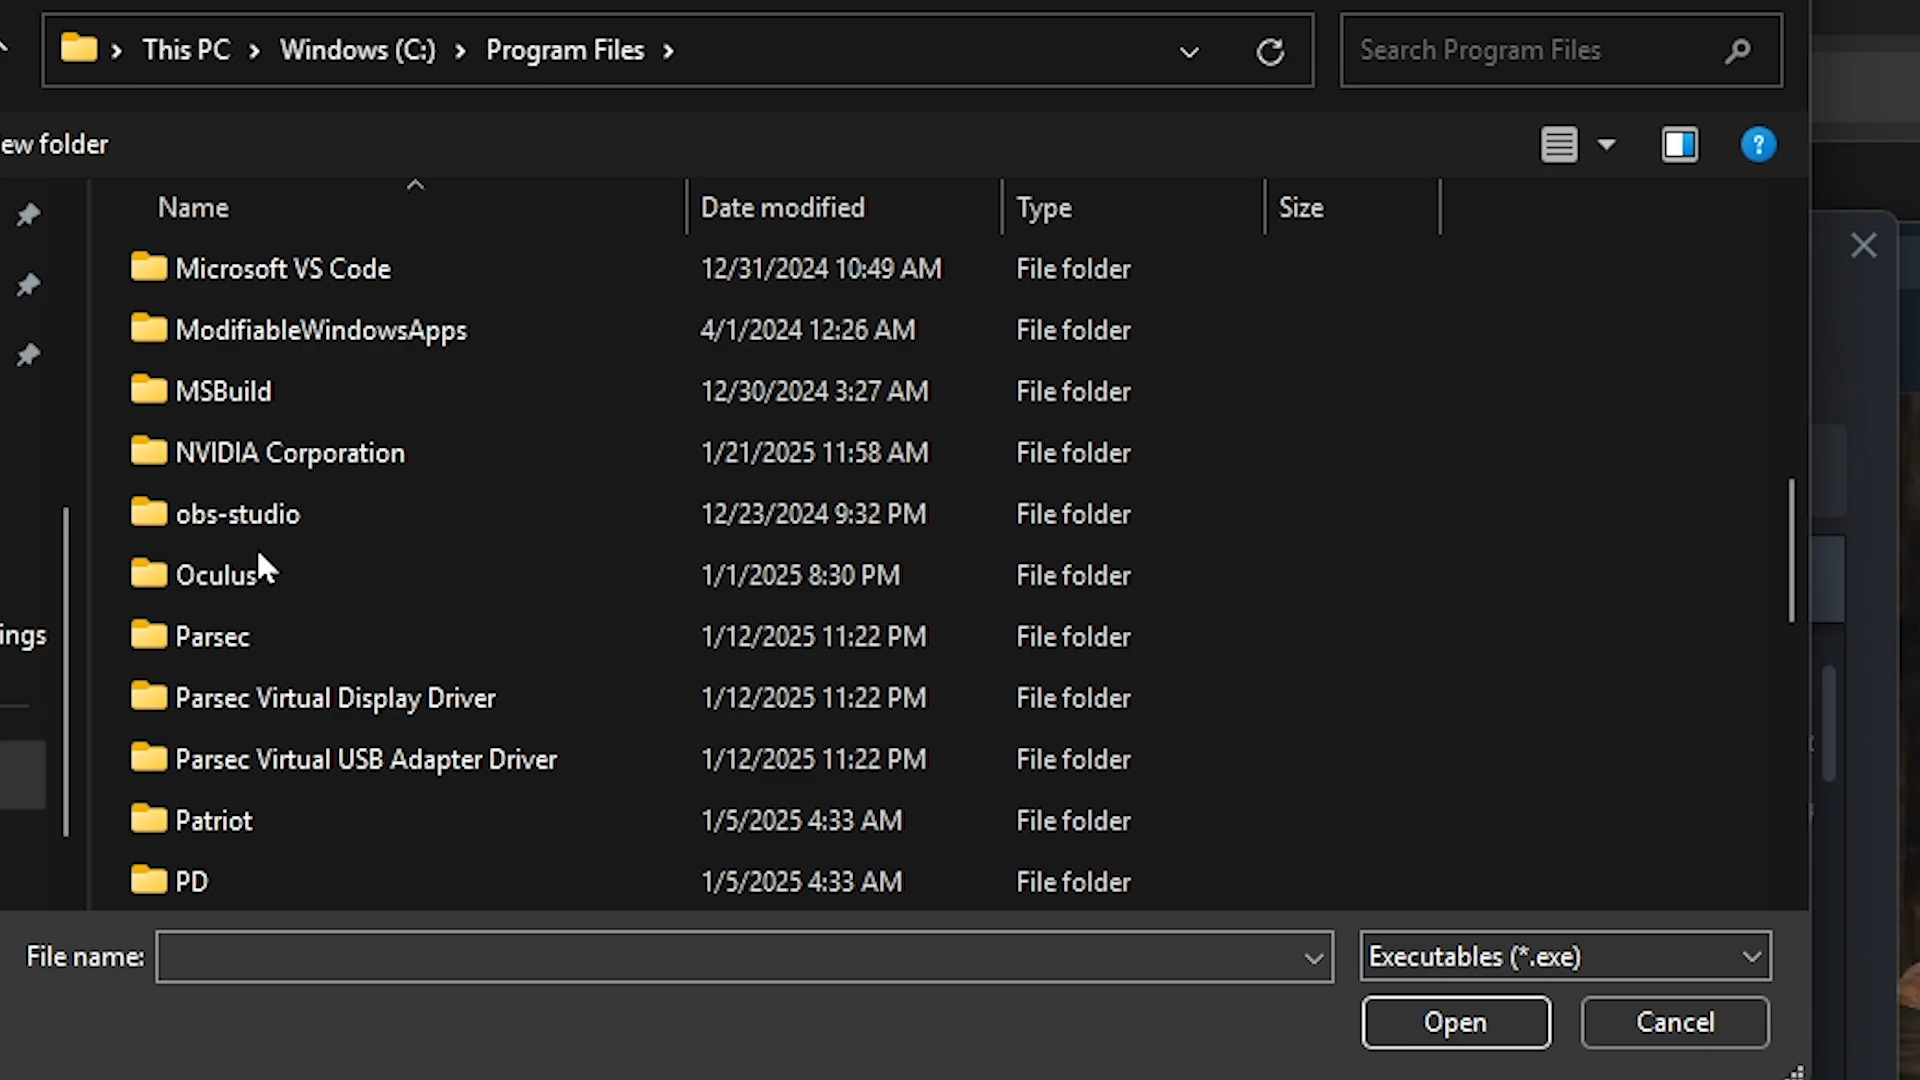 This PC > Windows (C:) > Program Files >
Search Program Files
ew folder
?
Name Date modified Type Size
Microsoft VS Code 12/31/2024 10:49 AM File folder
ModifiableWindowsApps 4/1/2024 12:26 AM File folder
MSBuild 12/30/2024 3:27 AM File folder
NVIDIA Corporation 1/21/2025 11:58 AM File folder
obs-studio 12/23/2024 9:32 PM File folder
Oculus 1/1/2025 8:30 PM File folder
ings
Parsec 1/12/2025 11:22 PM File folder
Parsec Virtual Display Driver 1/12/2025 11:22 PM File folder
Parsec Virtual USB Adapter Driver 1/12/2025 11:22 PM File folder
Patriot 1/5/2025 4:33 AM File folder
PD 1/5/2025 4:33 AM File folder
File name:
Executables (*.exe)
Open Cancel